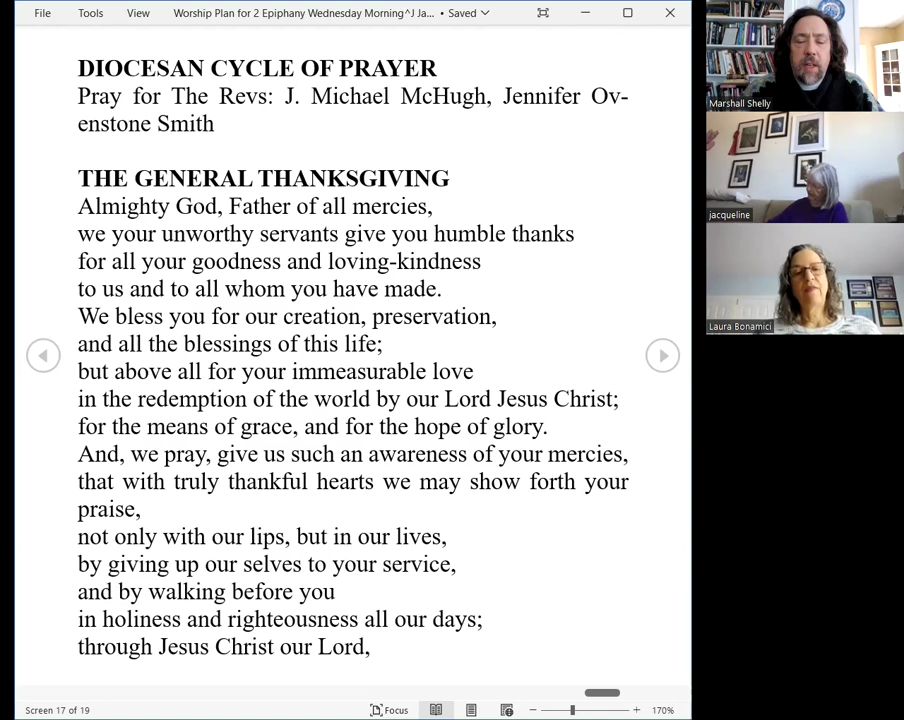 File Tools View Worship Plan for 2 Epiphany Wednesday Morning^J Ja... • Saved
DIOCESAN CYCLE OF PRAYER
Pray for The Revs: J. Michael McHugh, Jennifer Ov-
enstone Smith
THE GENERAL THANKSGIVING
Almighty God, Father of all mercies,
we your unworthy servants give you humble thanks
for all your goodness and loving-kindness
to us and to all whom you have made.
We bless you for our creation, preservation,
and all the blessings of this life;
but above all for your immeasurable love
in the redemption of the world by our Lord Jesus Christ;
for the means of grace, and for the hope of glory.
And, we pray, give us such an awareness of your mercies,
that with truly thankful hearts we may show forth your
praise,
not only with our lips, but in our lives,
by giving up our selves to your service,
and by walking before you
in holiness and righteousness all our days;
through Jesus Christ our Lord,
Screen 17 of 19 Focus 170%
Marshall Shelly
jacqueline
Laura Bonamici